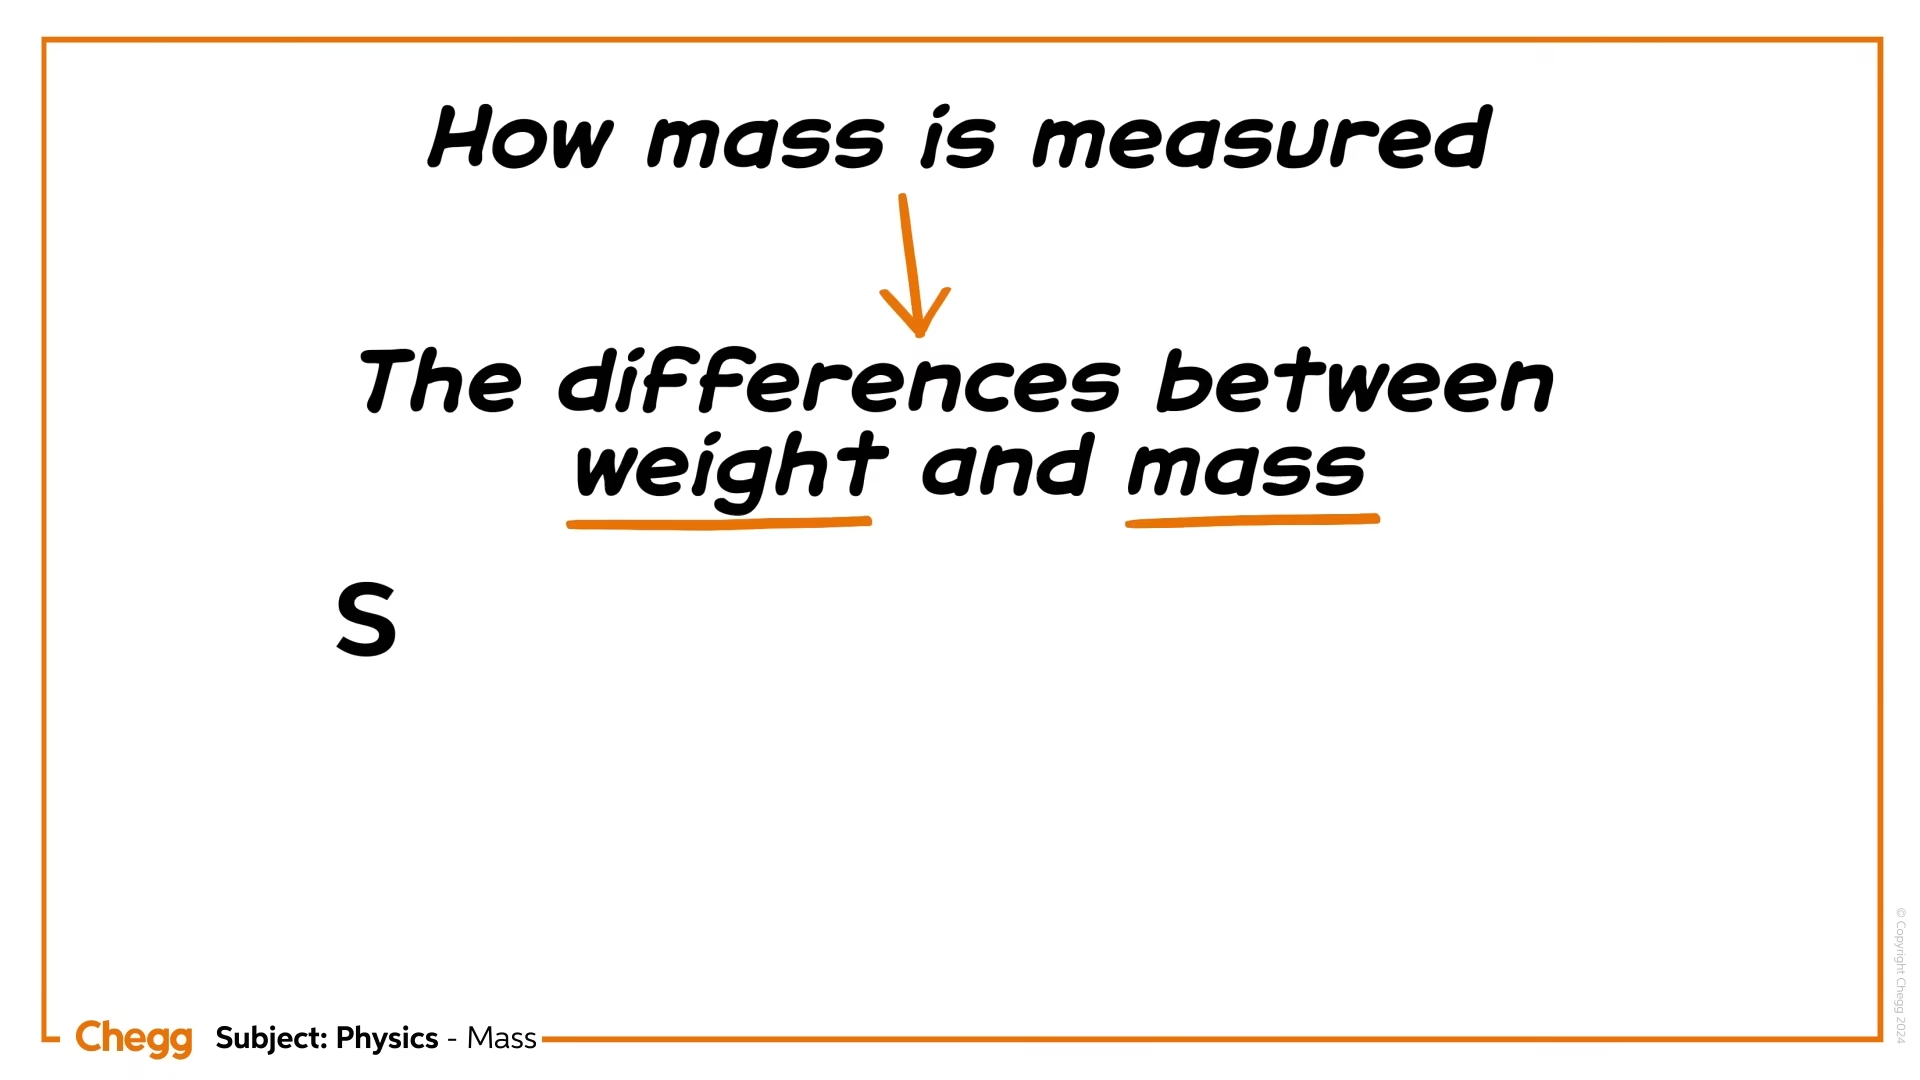 How mass is measured
The differences between
weight and mass
S
Chegg Subject: Physics - Mass
© Copyright Chegg 2024